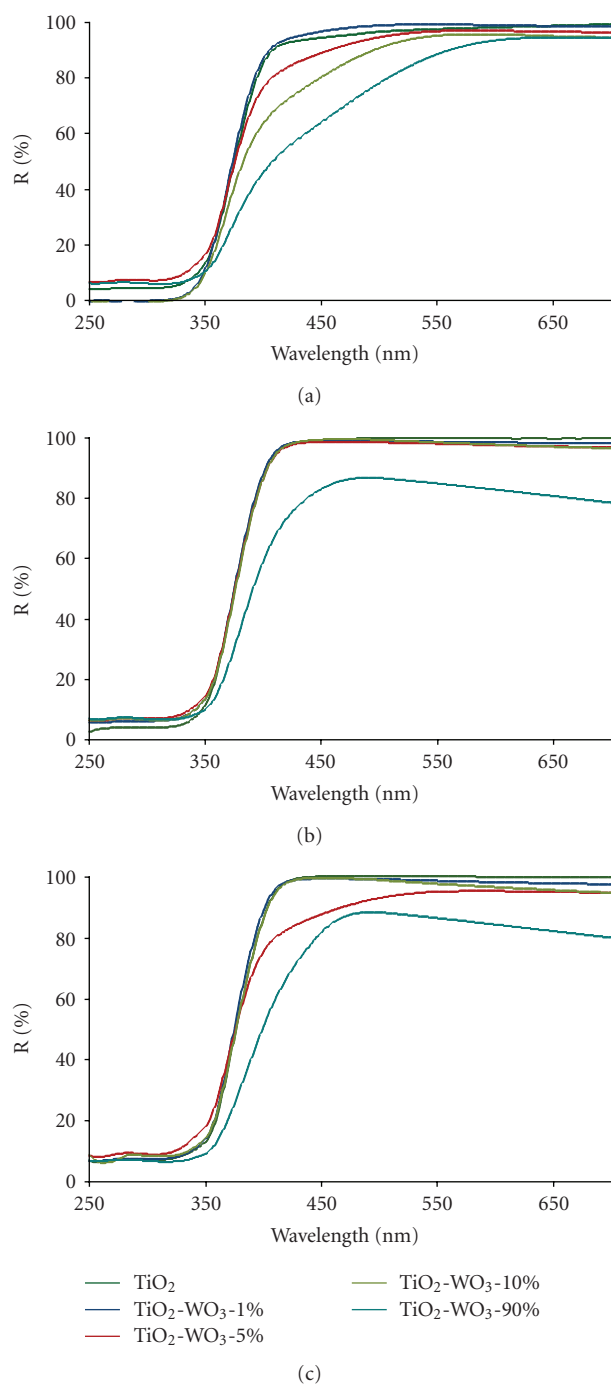 100
80
60
40
20
0
R (%)
250 350 450 550 650
Wavelength (nm)
(a)
100
80
60
40
20
0
R (%)
250 350 450 550 650
Wavelength (nm)
(b)
100
80
60
40
20
0
R (%)
250 350 450 550 650
Wavelength (nm)
TiO₂
TiO₂-WO₃-1%
TiO₂-WO₃-5%
TiO₂-WO₃-10%
TiO₂-WO₃-90%
(c)